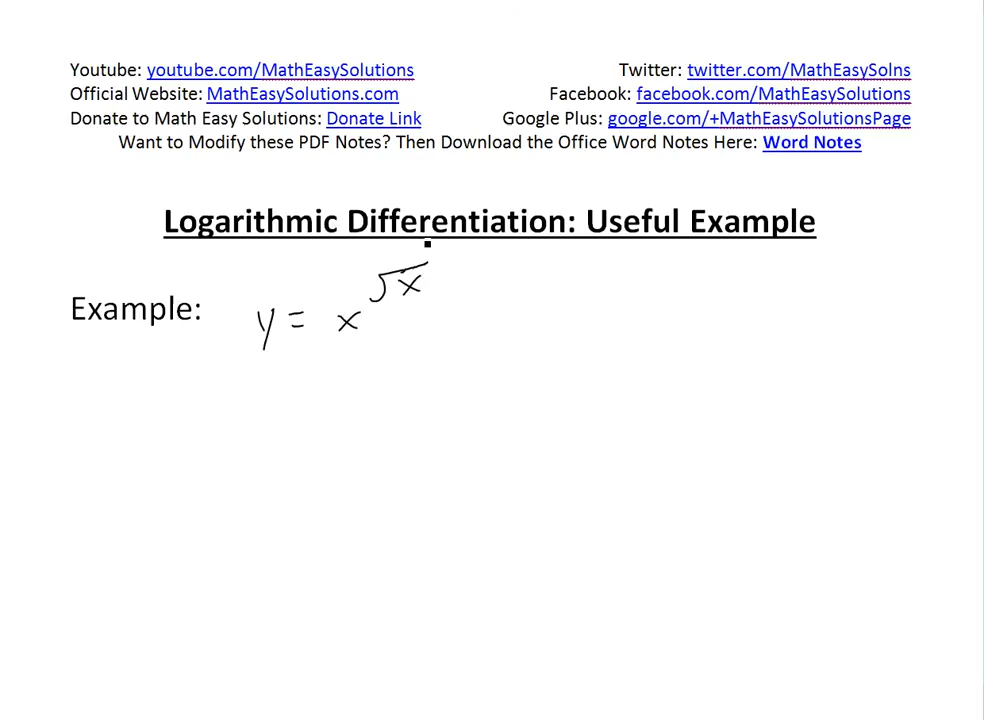 Youtube: youtube.com/MathEasySolutions Twitter: twitter.com/MathEasySolns
Official Website: MathEasySolutions.com Facebook: facebook.com/MathEasySolutions
Donate to Math Easy Solutions: Donate Link Google Plus: google.com/+MathEasySolutionsPage
Want to Modify these PDF Notes? Then Download the Office Word Notes Here: Word Notes
Logarithmic Differentiation: Useful Example
Example: y = x^√x